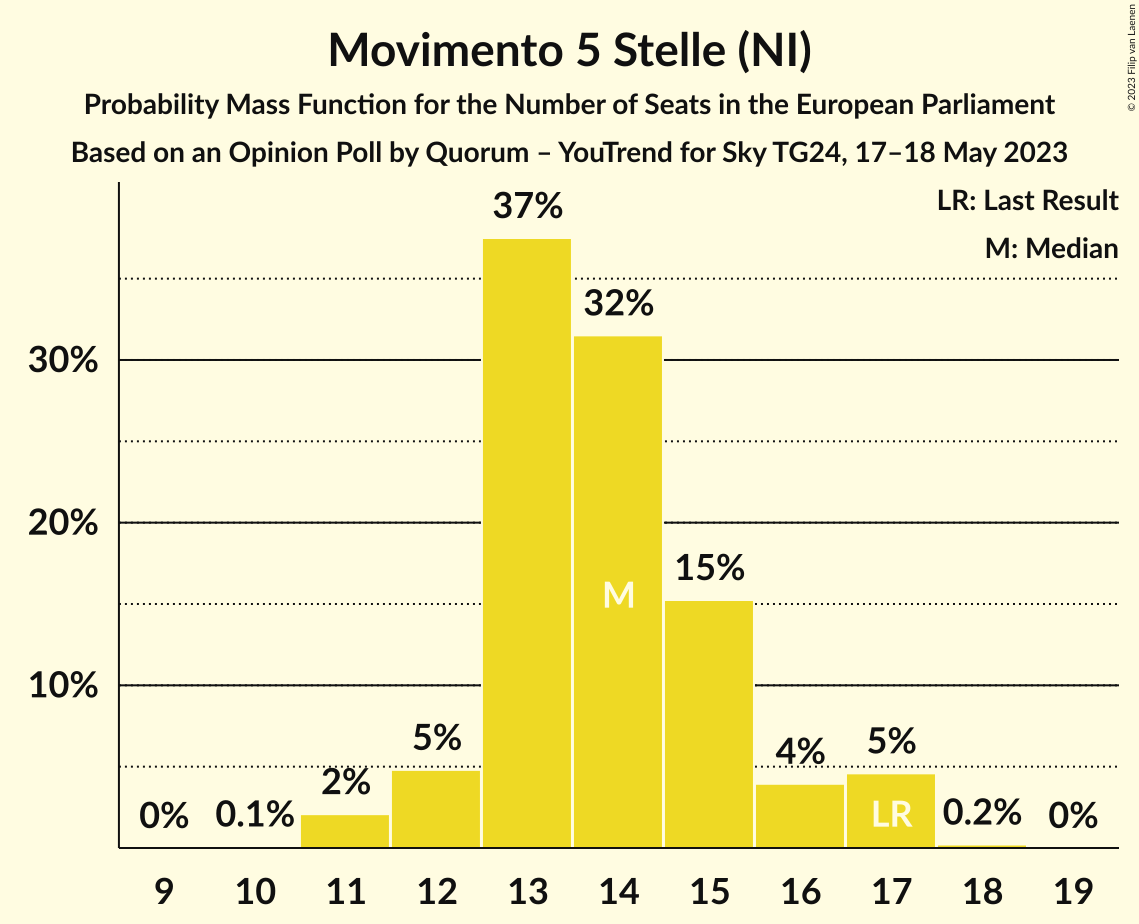 Movimento 5 Stelle (NI)
Probability Mass Function for the Number of Seats in the European Parliament
Based on an Opinion Poll by Quorum – YouTrend for Sky TG24, 17–18 May 2023
© 2023 Filip van Laenen
LR: Last Result
M: Median
37%
32%
30%
20%
15%
M
10%
5%
2%
4%
5%
0%
0.1%
LR
0.2%
0%
9 10 11 12 13 14 15 16 17 18 19